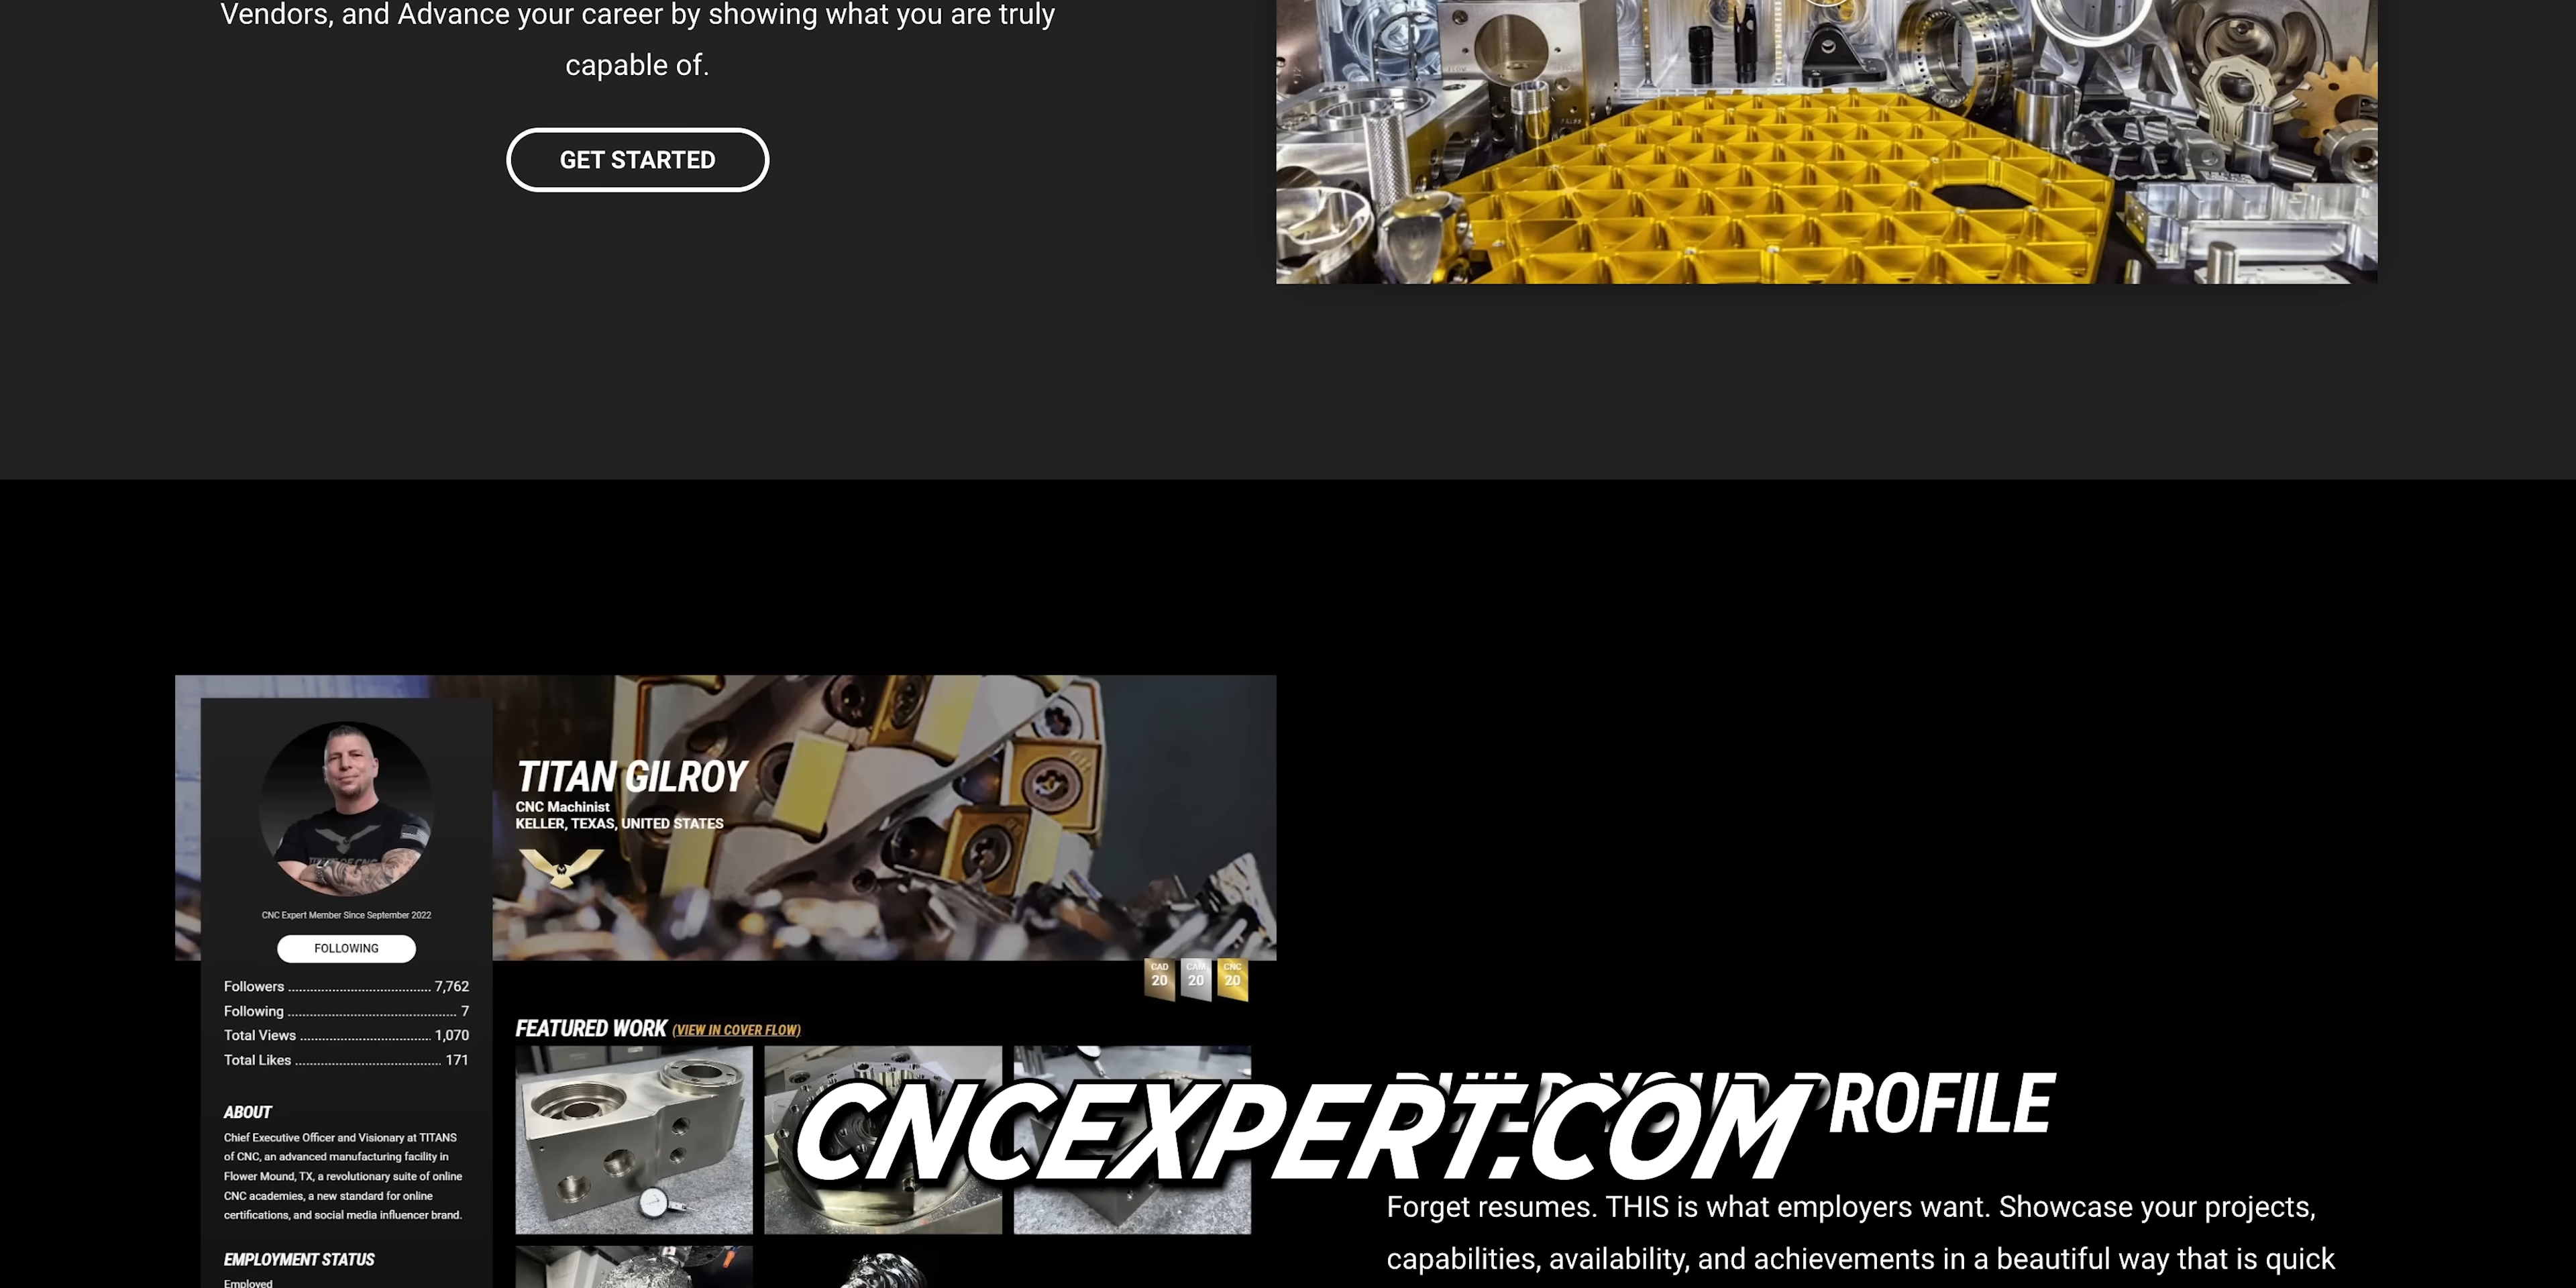 Vendors, and Advance your career by showing what you are truly
capable of.
GET STARTED
TITAN GILROY
CNC Machinist
KELLER, TEXAS, UNITED STATES
CNC Expert Member Since September 2022
FOLLOWING
Followers 7,762
Following 7
Total Views 1,070
Total Likes 171
CAD 20
CAM 20
CNC 20
FEATURED WORK (VIEW IN COVER FLOW)
ABOUT
Chief Executive Officer and Visionary at TITANS
of CNC, an advanced manufacturing facility in
Flower Mound, TX, a revolutionary suite of online
CNC academies, a new standard for online
certifications, and social media influencer brand.
EMPLOYMENT STATUS
Employed
CNCEXPERT.COM
YOUR PROFILE
Forget resumes. THIS is what employers want. Showcase your projects,
capabilities, availability, and achievements in a beautiful way that is quick